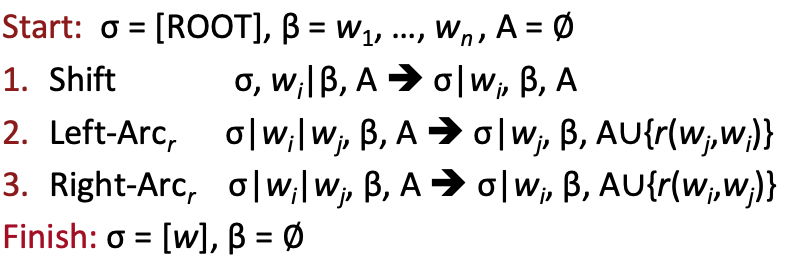 Start: σ = [ROOT], β = w₁, …, wₙ, A = Ø
1. Shift σ, wᵢ|β, A ➔ σ|wᵢ, β, A
2. Left-Arcᵣ σ|wᵢ|wⱼ, β, A ➔ σ|wⱼ, β, A∪{r(wⱼ,wᵢ)}
3. Right-Arcᵣ σ|wᵢ|wⱼ, β, A ➔ σ|wᵢ, β, A∪{r(wᵢ,wⱼ)}
Finish: σ = [w], β = Ø